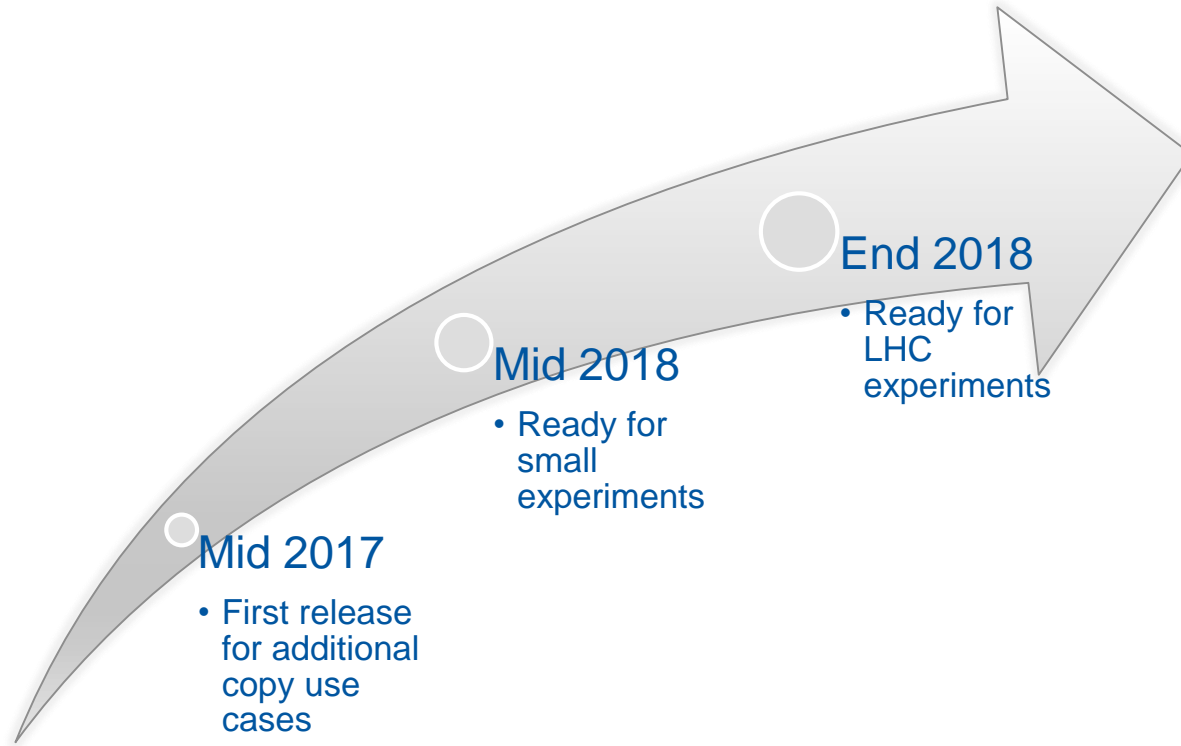 Mid 2017
• First release
for additional
copy use
cases
Mid 2018
• Ready for
small
experiments
End 2018
• Ready for
LHC
experiments